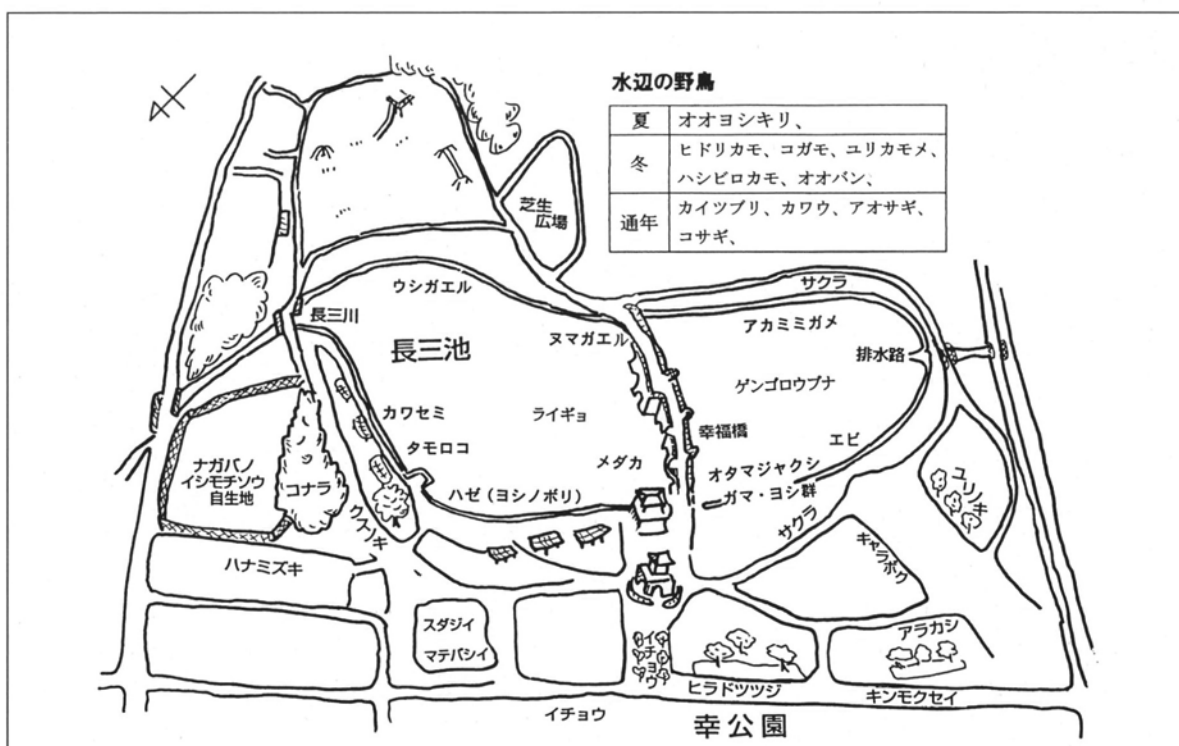 水辺の野鳥
夏 オオヨシキリ、
冬 ヒドリカモ、コガモ、ユリカモメ、
ハシビロカモ、オオバン、
通年 カイツブリ、カワウ、アオサギ、
コサギ、
芝生
広場
サクラ
ウシガエル
長三川
アカミミガメ
ヌマガエル
長三池
排水路
ゲンゴロウブナ
カワセミ
ライギョ
幸福橋
タモロコ
エビ
メダカ
オタマジャクシ
ナガバノ
イシモチソウ
自生地
コナラ
ハゼ（ヨシノボリ）
ガマ・ヨシ群
ユリノキ
クスノキ
サクラ
キャラボク
ハナミズキ
スダジイ
マテバシイ
イチョウ
アラカシ
ヒラドツツジ
キンモクセイ
イチョウ
幸公園